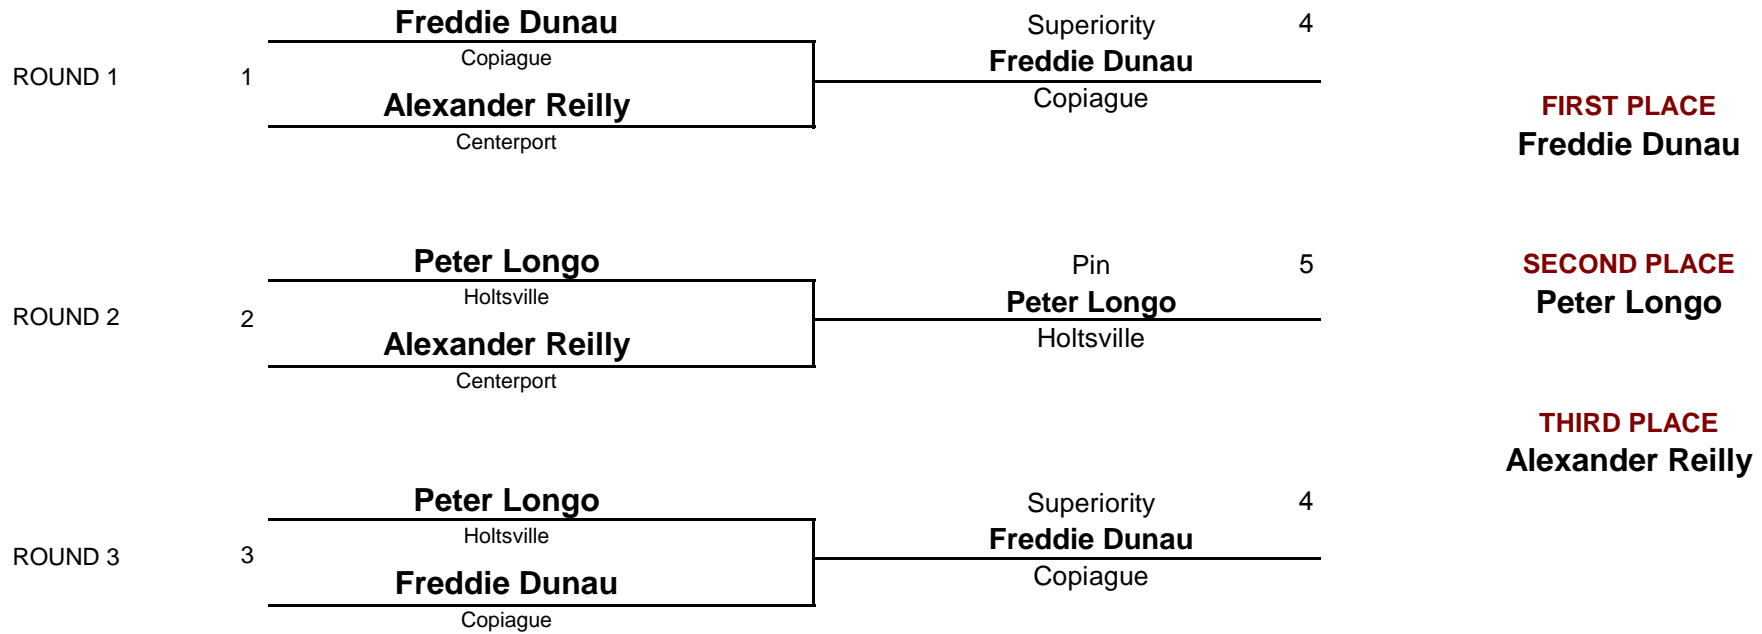 Freddie Dunau
Copiague
ROUND 1
1
Alexander Reilly
Centerport
Superiority
4
Freddie Dunau
Copiague
FIRST PLACE
Freddie Dunau
Peter Longo
Holtsville
ROUND 2
2
Alexander Reilly
Centerport
Pin
5
Peter Longo
Holtsville
SECOND PLACE
Peter Longo
THIRD PLACE
Alexander Reilly
Peter Longo
Holtsville
ROUND 3
3
Freddie Dunau
Copiague
Superiority
4
Freddie Dunau
Copiague